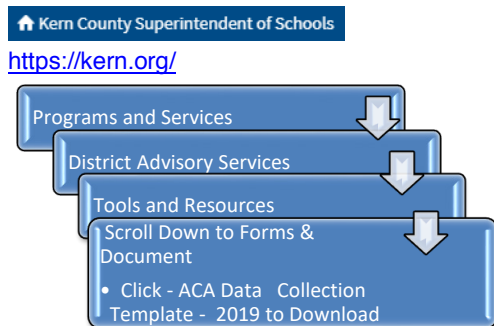 Kern County Superintendent of Schools
https://kern.org/
Programs and Services
District Advisory Services
Tools and Resources
Scroll Down to Forms &
Document
• Click - ACA Data Collection
Template - 2019 to Download